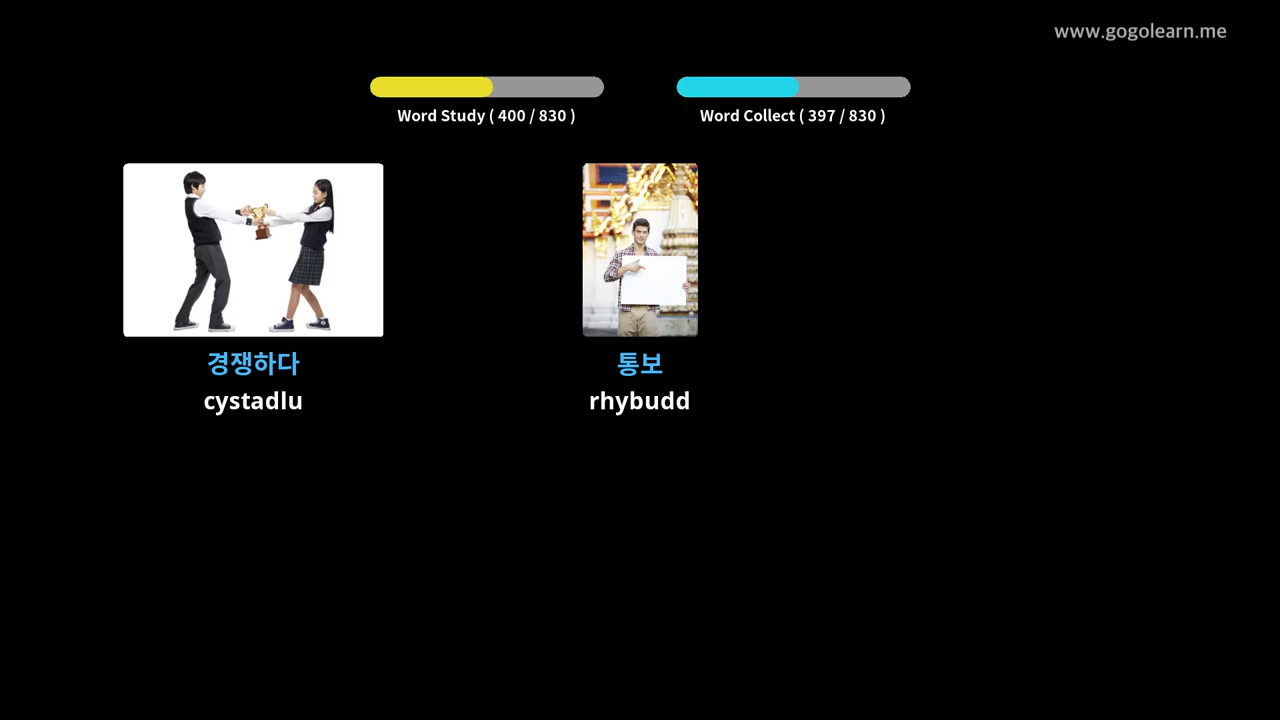 www.gogolearn.me
Word Study ( 400 / 830 )
Word Collect ( 397 / 830 )
경쟁하다
cystadlu
통보
rhybudd